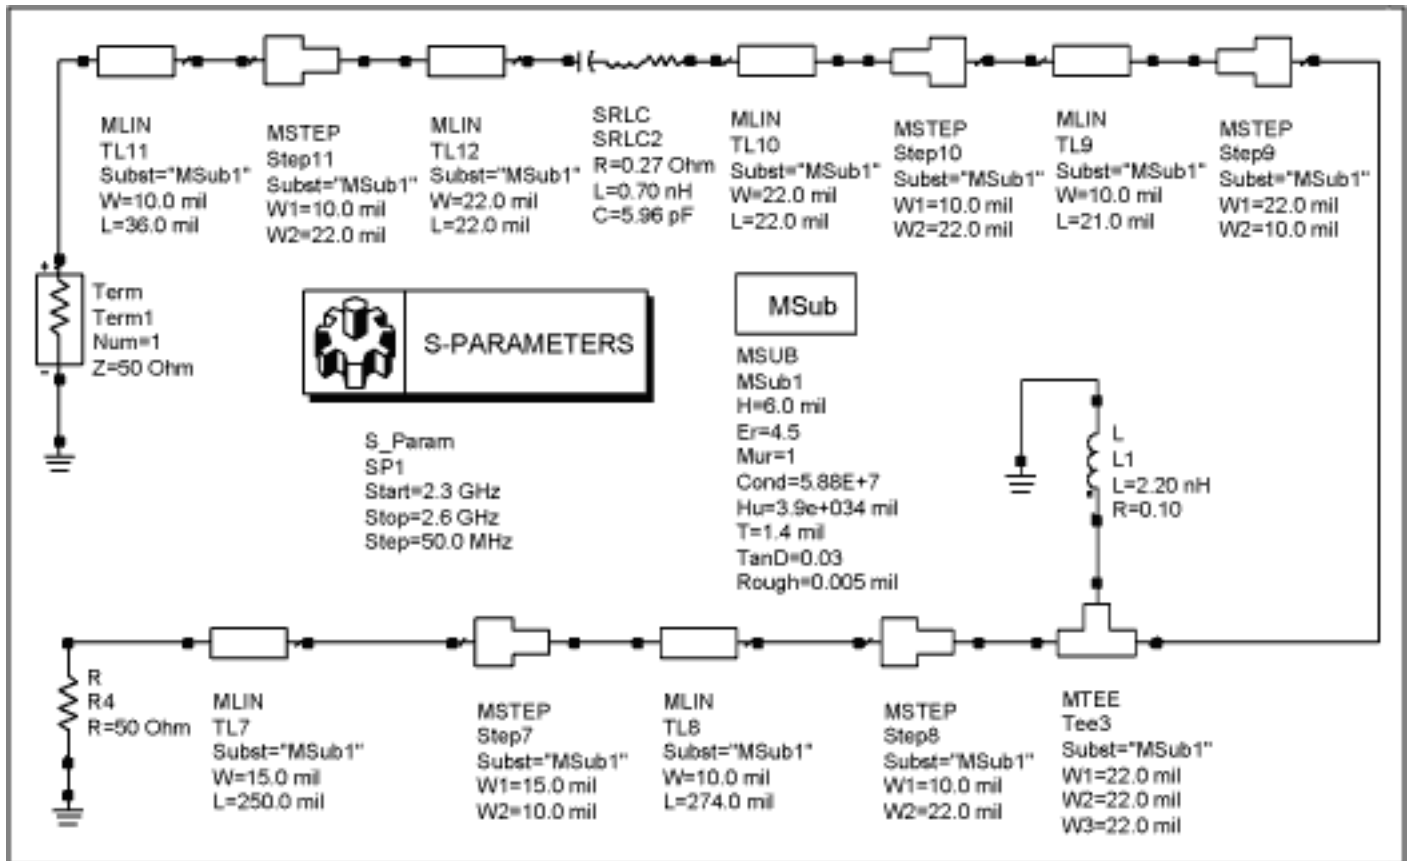 MLIN
TL11
Subst="MSub1"
W=10.0 mil
L=36.0 mil
MSTEP
Step11
Subst="MSub1"
W1=10.0 mil
W2=22.0 mil
MLIN
TL12
Subst="MSub1"
W=22.0 mil
L=22.0 mil
SRLC
SRLC2
R=0.27 Ohm
L=0.70 nH
C=5.96 pF
MLIN
TL10
Subst="MSub1"
W=22.0 mil
L=22.0 mil
MSTEP
Step10
Subst="MSub1"
W1=10.0 mil
W2=22.0 mil
MLIN
TL9
Subst="MSub1"
W=10.0 mil
L=21.0 mil
MSTEP
Step9
Subst="MSub1"
W1=22.0 mil
W2=10.0 mil
+
Term
Term1
Num=1
Z=50 Ohm
-
S-PARAMETERS
S_Param
SP1
Start=2.3 GHz
Stop=2.6 GHz
Step=50.0 MHz
MSub
MSUB
MSub1
H=6.0 mil
Er=4.5
Mur=1
Cond=5.88E+7
Hu=3.9e+034 mil
T=1.4 mil
TanD=0.03
Rough=0.005 mil
L
L1
L=2.20 nH
R=0.10
R
R4
R=50 Ohm
MLIN
TL7
Subst="MSub1"
W=15.0 mil
L=250.0 mil
MSTEP
Step7
Subst="MSub1"
W1=15.0 mil
W2=10.0 mil
MLIN
TL8
Subst="MSub1"
W=10.0 mil
L=274.0 mil
MSTEP
Step8
Subst="MSub1"
W1=10.0 mil
W2=22.0 mil
MTEE
Tee3
Subst="MSub1"
W1=22.0 mil
W2=22.0 mil
W3=22.0 mil